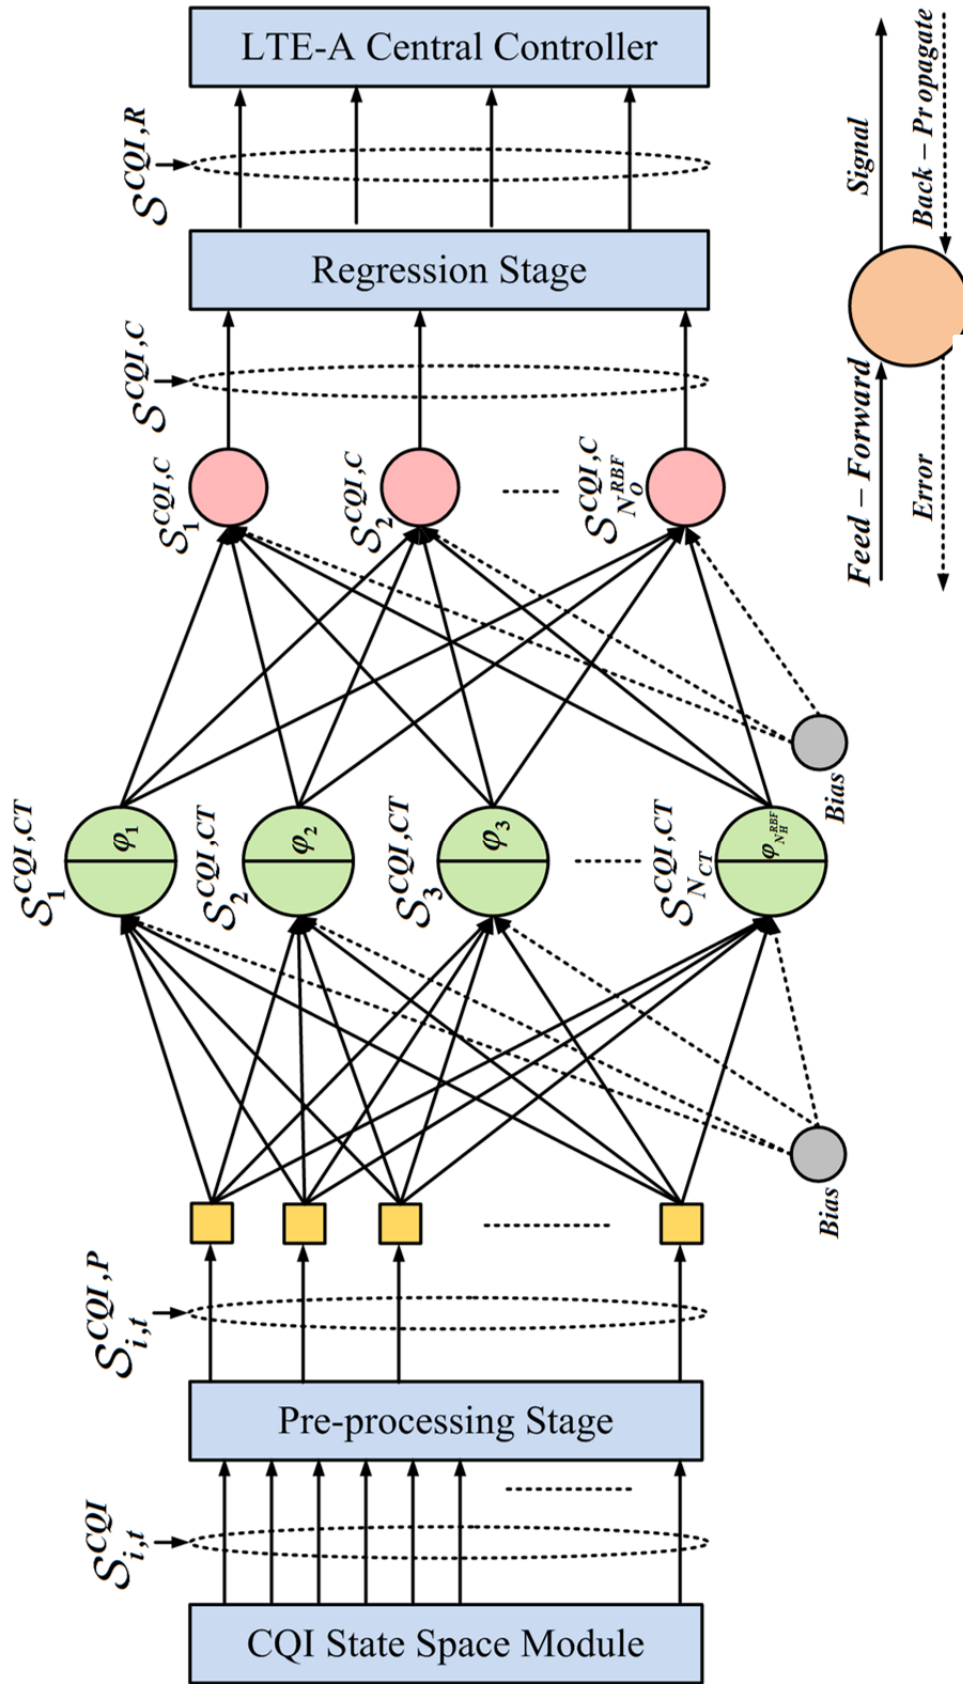 LTE-A Central Controller
𝒮^{CQI,R}
Regression Stage
𝒮^{CQI,C}
𝒮_1^{CQI,C}
𝒮_2^{CQI,C}
𝒮_{N_O^{RBF}}^{CQI,C}
𝒮_1^{CQI,CT}
φ_1
𝒮_2^{CQI,CT}
φ_2
𝒮_3^{CQI,CT}
φ_3
𝒮_{N_{CT}}^{CQI,CT}
φ_{N_H^{RBF}}
Bias
Bias
𝒮_{i,t}^{CQI,P}
Pre-processing Stage
𝒮_{i,t}^{CQI}
CQI State Space Module
Feed – Forward
Signal
Error
Back – Propagate